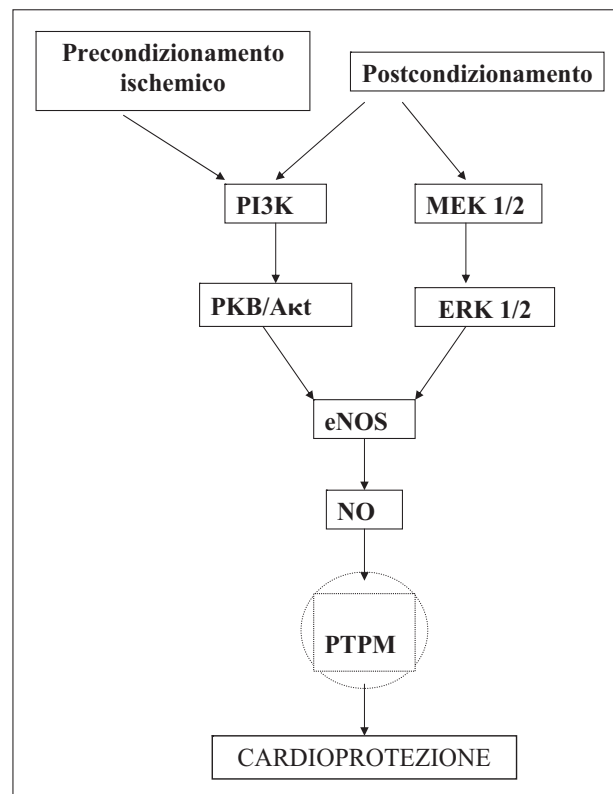 Precondizionamento
ischemico
Postcondizionamento
PI3K
MEK 1/2
PKB/Aκt
ERK 1/2
eNOS
NO
PTPM
CARDIOPROTEZIONE